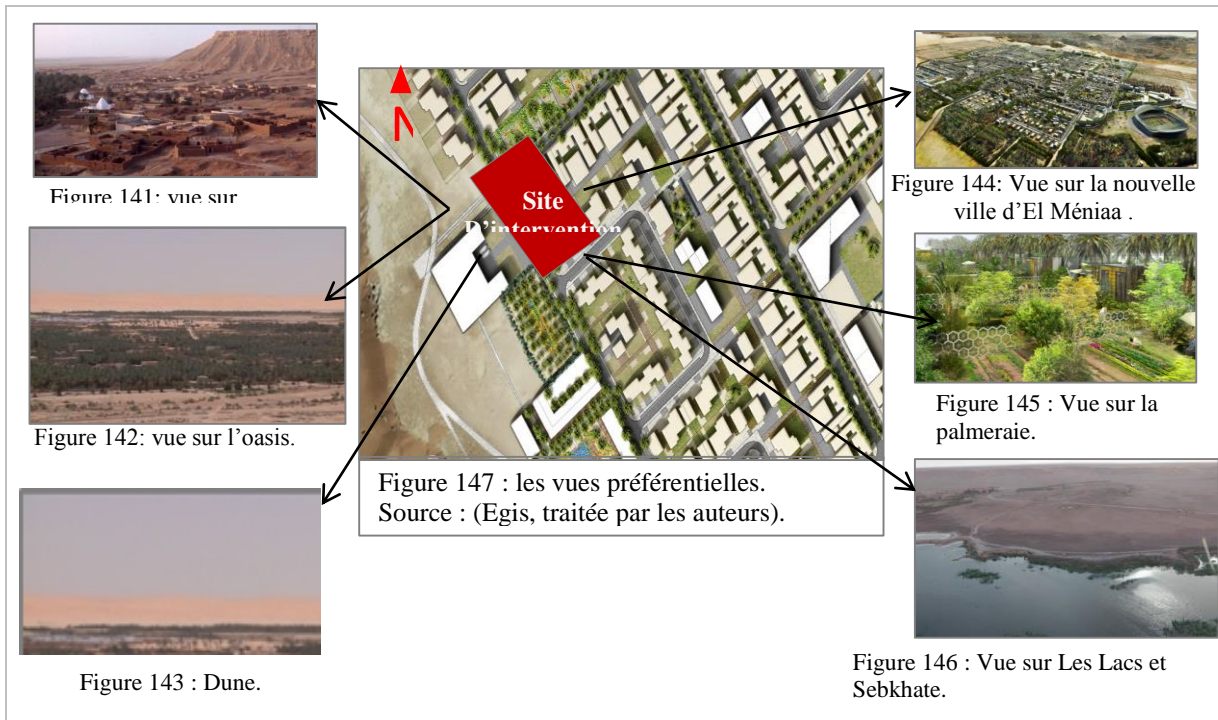 Figure 141: vue sur
Figure 142: vue sur l'oasis.
Figure 143 : Dune.
N
Site
D'intervention
Figure 147 : les vues préférentielles.
Source : (Egis, traitée par les auteurs).
Figure 144: Vue sur la nouvelle
ville d'El Méniaa .
Figure 145 : Vue sur la
palmeraie.
Figure 146 : Vue sur Les Lacs et
Sebkhate.